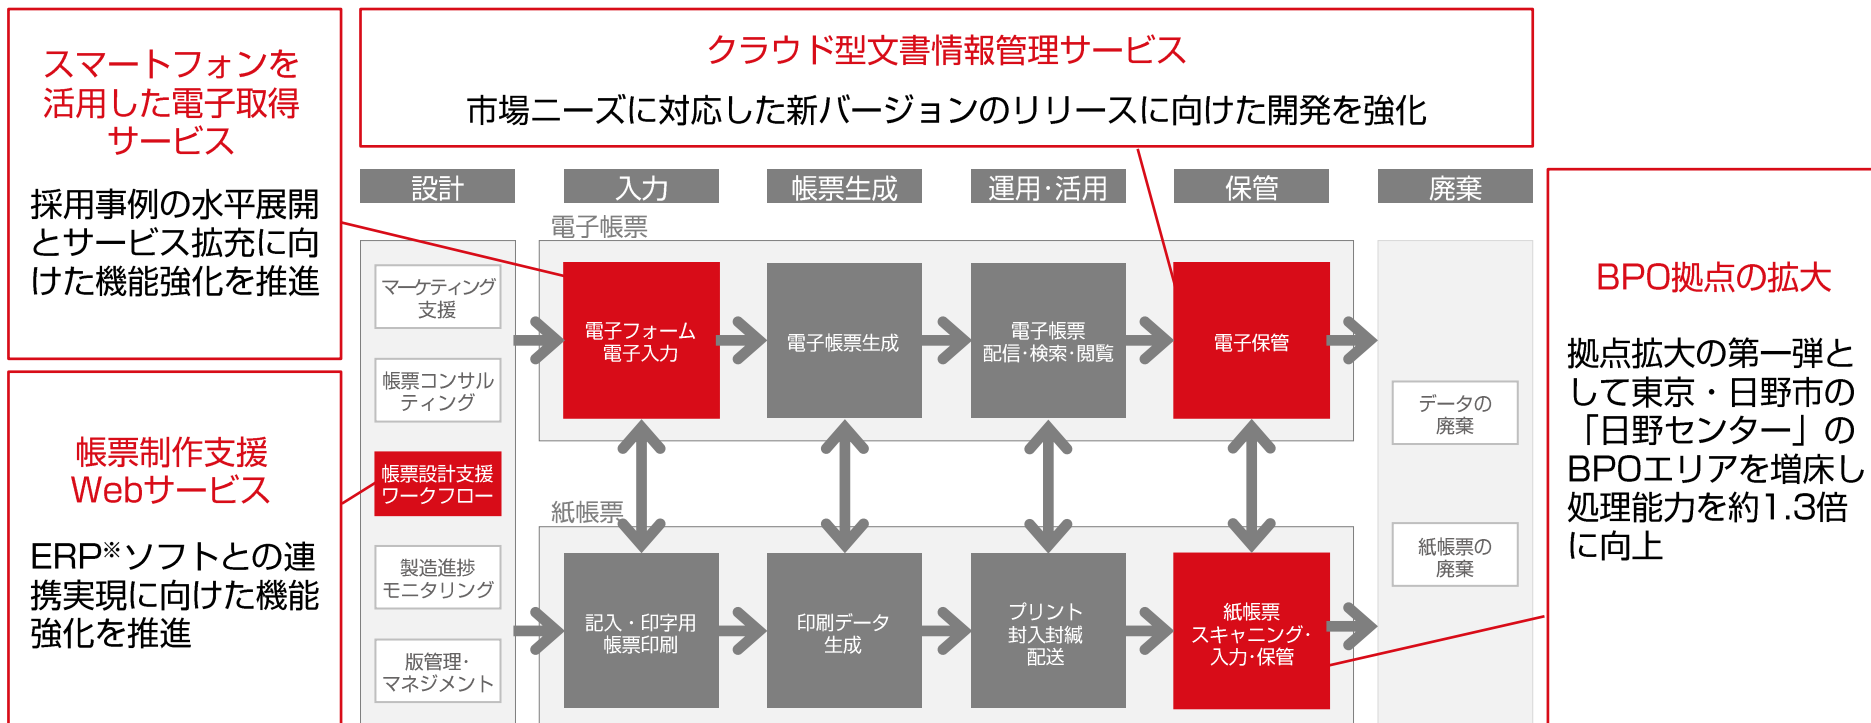 スマートフォンを
活用した電子取得
サービス
採用事例の水平展開
とサービス拡充に向
けた機能強化を推進
クラウド型文書情報管理サービス
市場ニーズに対応した新バージョンのリリースに向けた開発を強化
帳票制作支援
Webサービス
ERP※ソフトとの連
携実現に向けた機能
強化を推進
BPO拠点の拡大
拠点拡大の第一弾と
して東京・日野市の
「日野センター」の
BPOエリアを増床し
処理能力を約1.3倍
に向上
設計
入力
帳票生成
運用・活用
保管
廃棄
マーケティング
支援
帳票コンサル
ティング
帳票設計支援
ワークフロー
製造進捗
モニタリング
版管理・
マネジメント
電子帳票
電子フォーム
電子入力
電子帳票生成
電子帳票
配信・検索・閲覧
電子保管
紙帳票
記入・印字用
帳票印刷
印刷データ
生成
プリント
封入封緘
配送
紙帳票
スキャニング・
入力・保管
データの
廃棄
紙帳票の
廃棄